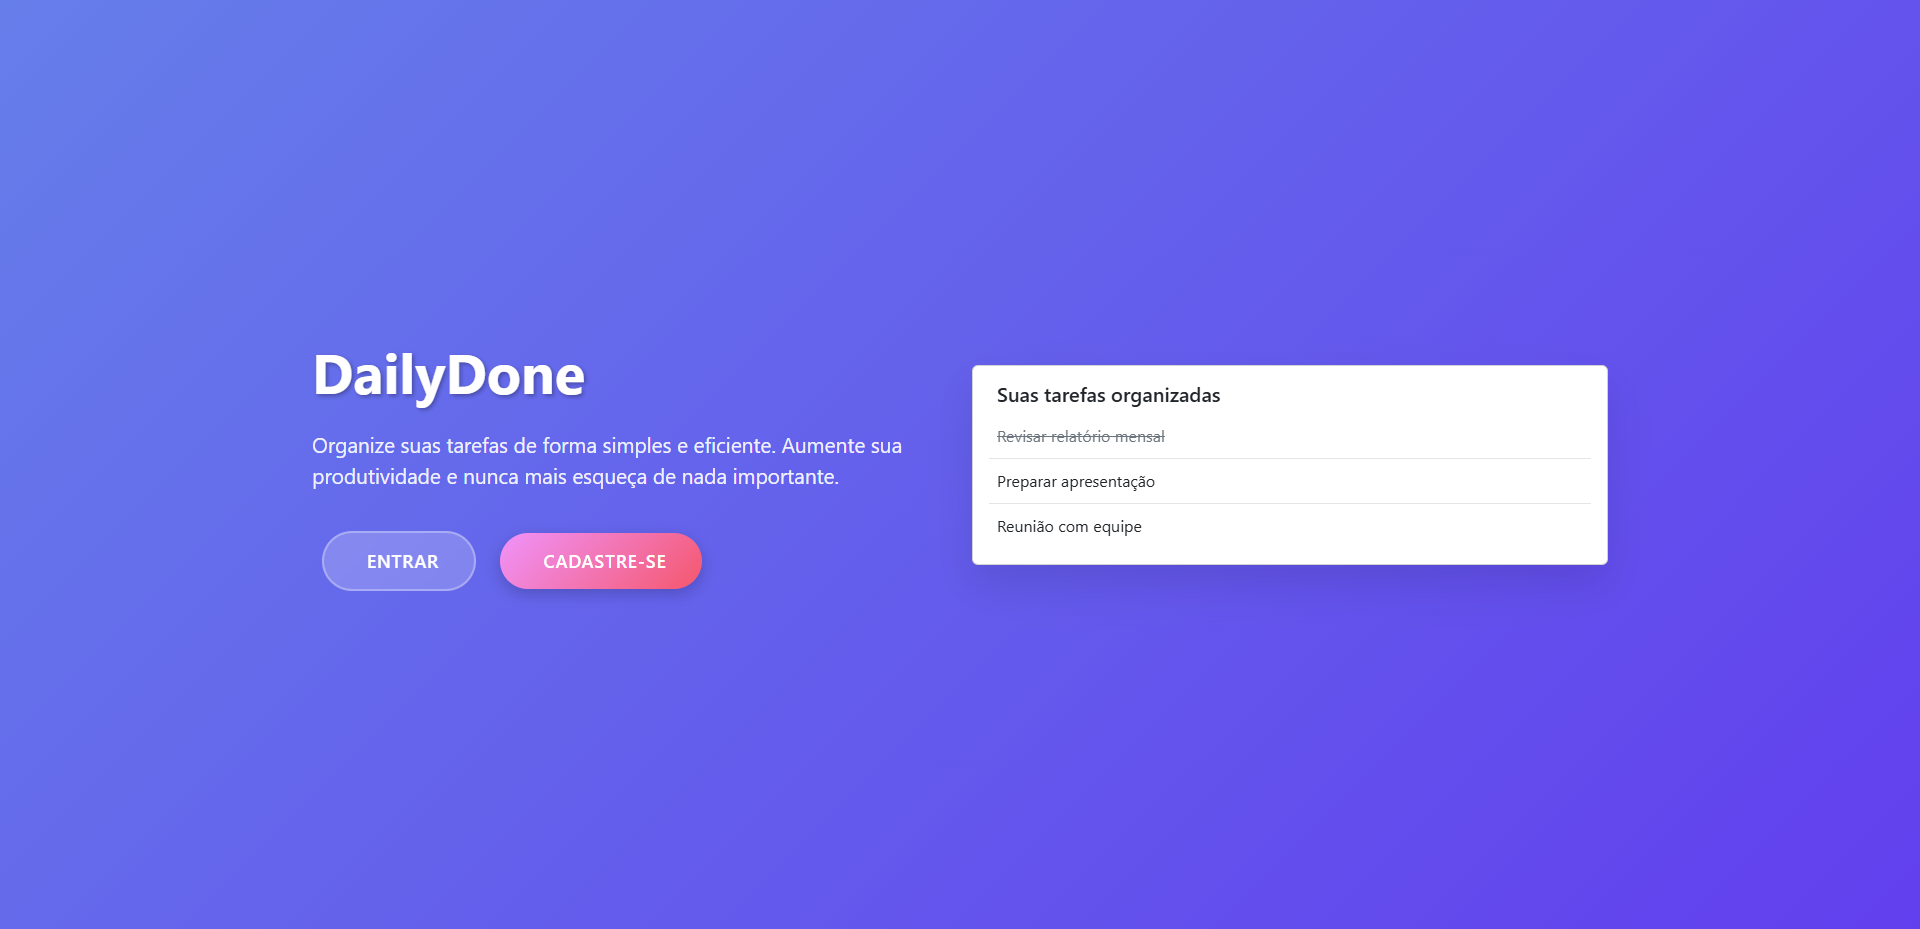 DailyDone
Organize suas tarefas de forma simples e eficiente. Aumente sua
produtividade e nunca mais esqueça de nada importante.
ENTRAR
CADASTRE-SE
Suas tarefas organizadas
Revisar relatório mensal
Preparar apresentação
Reunião com equipe